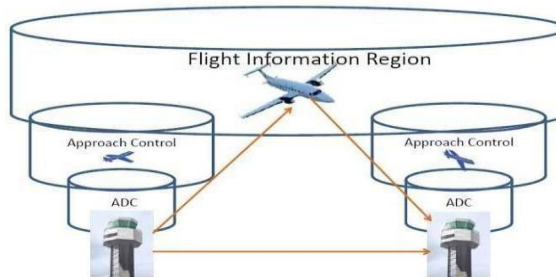 Flight Information Region
Approach Control
Approach Control
ADC
ADC